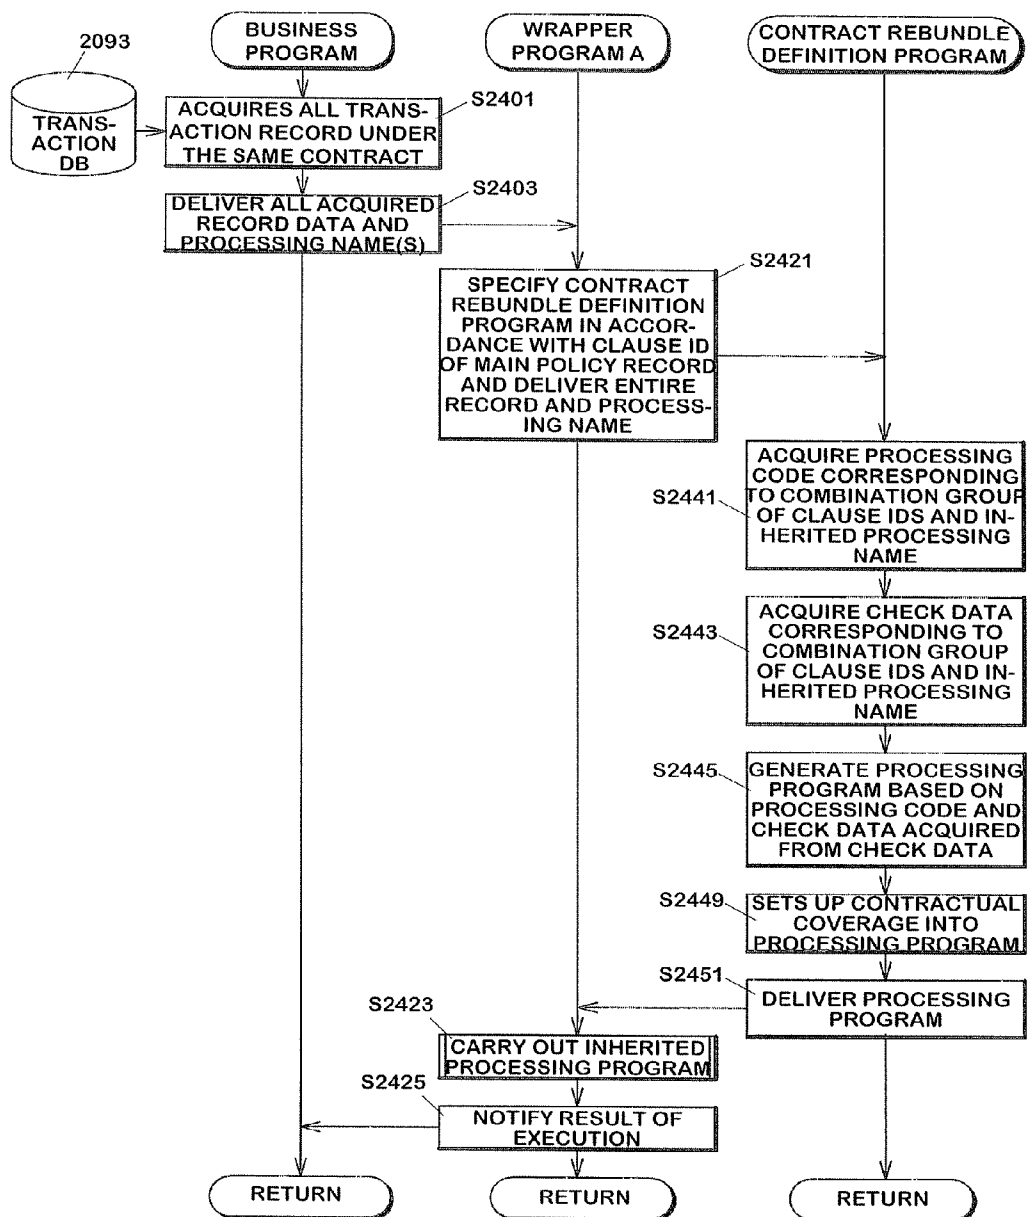 BUSINESS
PROGRAM
WRAPPER
PROGRAM A
CONTRACT REBUNDLE
DEFINITION PROGRAM
2093
TRANS-
ACTION
DB
S2401
ACQUIRES ALL TRANS-
ACTION RECORD UNDER
THE SAME CONTRACT
S2403
DELIVER ALL ACQUIRED
RECORD DATA AND
PROCESSING NAME(S)
S2421
SPECIFY CONTRACT
REBUNDLE DEFINITION
PROGRAM IN ACCOR-
DANCE WITH CLAUSE ID
OF MAIN POLICY RECORD
AND DELIVER ENTIRE
RECORD AND PROCESS-
ING NAME
S2441
ACQUIRE PROCESSING
CODE CORRESPONDING
TO COMBINATION GROUP
OF CLAUSE IDS AND IN-
HERITED PROCESSING
NAME
S2443
ACQUIRE CHECK DATA
CORRESPONDING TO
COMBINATION GROUP
OF CLAUSE IDS AND IN-
HERITED PROCESSING
NAME
S2445
GENERATE PROCESSING
PROGRAM BASED ON
PROCESSING CODE AND
CHECK DATA ACQUIRED
FROM CHECK DATA
S2449
SETS UP CONTRACTUAL
COVERAGE INTO
PROCESSING PROGRAM
S2451
DELIVER PROCESSING
PROGRAM
S2423
CARRY OUT INHERITED
PROCESSING PROGRAM
S2425
NOTIFY RESULT OF
EXECUTION
RETURN
RETURN
RETURN